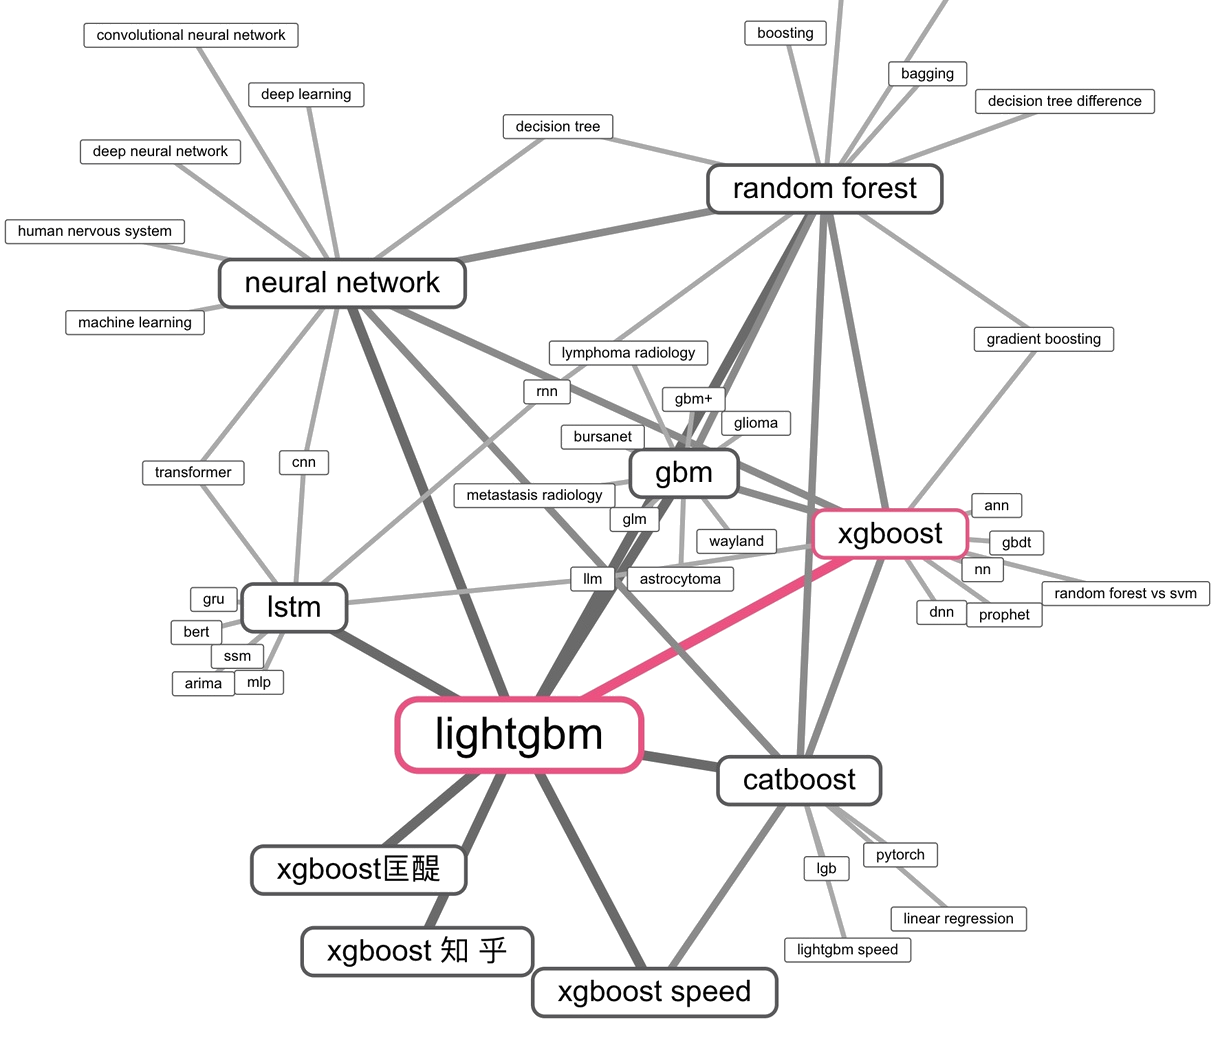 convolutional neural network
boosting
bagging
deep learning
decision tree difference
decision tree
deep neural network
random forest
human nervous system
neural network
machine learning
gradient boosting
lymphoma radiology
rnn
gbm+
glioma
bursanet
cnn
transformer
gbm
metastasis radiology
ann
glm
xgboost
wayland
gbdt
nn
llm
astrocytoma
random forest vs svm
gru
lstm
dnn
prophet
bert
ssm
arima
mlp
lightgbm
catboost
pytorch
xgboost匡醍
lgb
linear regression
xgboost 知 乎
lightgbm speed
xgboost speed